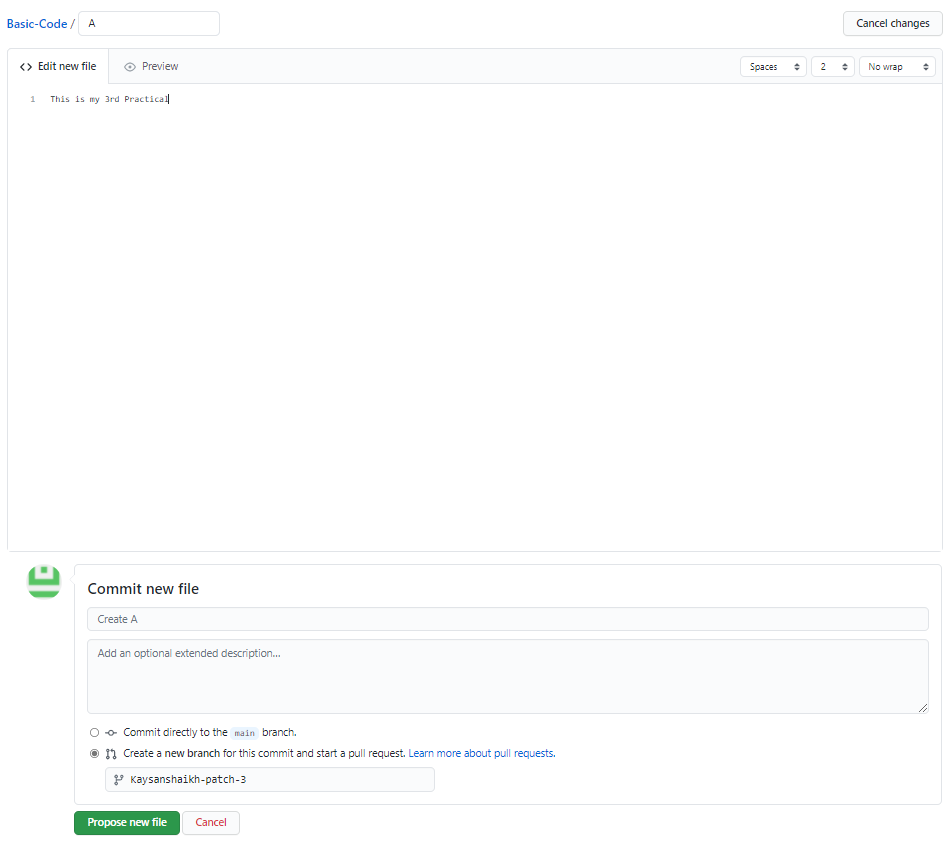 Basic-Code / A Cancel changes
Edit new file Preview Spaces 2 No wrap
1 This is my 3rd Practical
Commit new file
Create A
Add an optional extended description...
Commit directly to the main branch.
Create a new branch for this commit and start a pull request. Learn more about pull requests.
Kaysanshaikh-patch-3
Propose new file Cancel